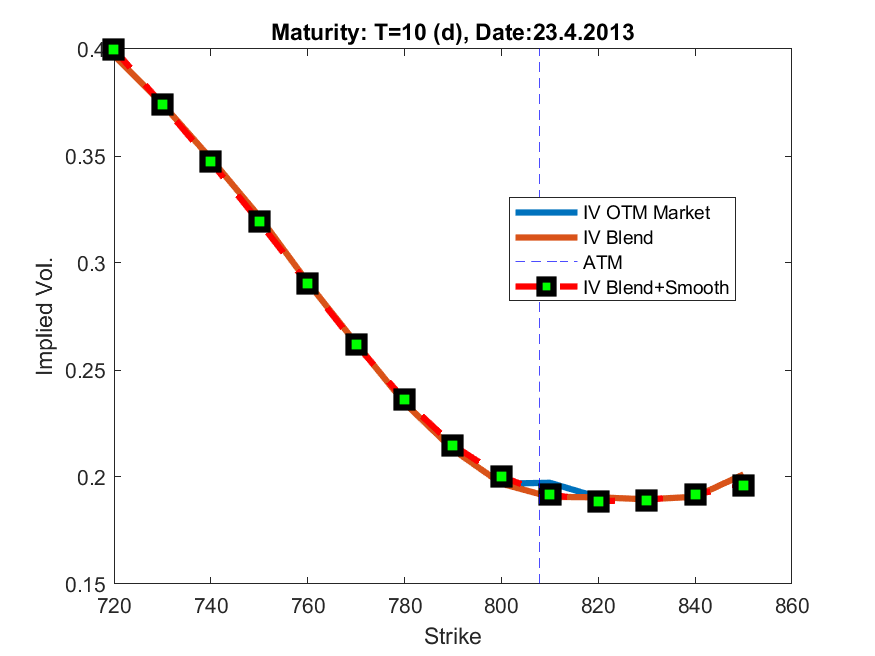 Maturity: T=10 (d), Date:23.4.2013
0.4
0.35
0.3
0.25
0.2
0.15
Implied Vol.
IV OTM Market
IV Blend
ATM
IV Blend+Smooth
720 740 760 780 800 820 840 860
Strike